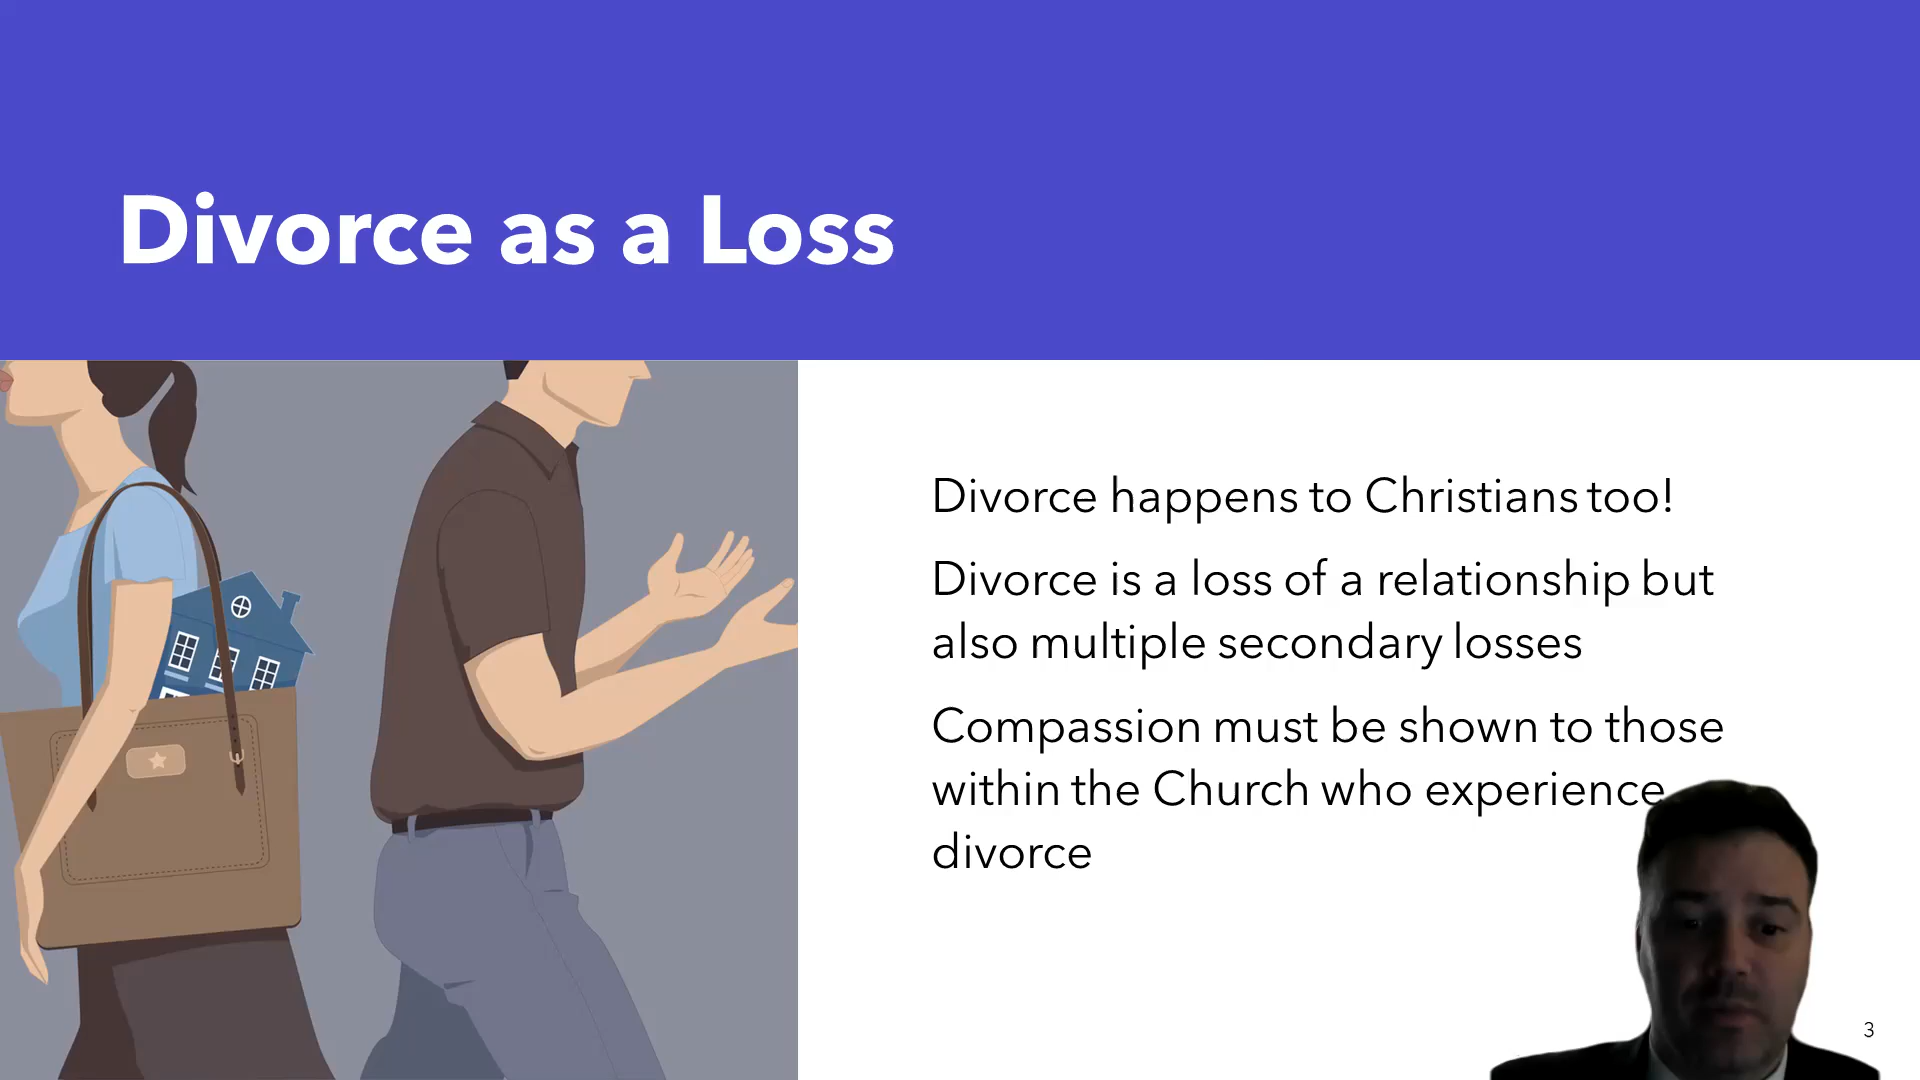 Divorce as a Loss
Divorce happens to Christians too!
Divorce is a loss of a relationship but
also multiple secondary losses
Compassion must be shown to those
within the Church who experience
divorce
3